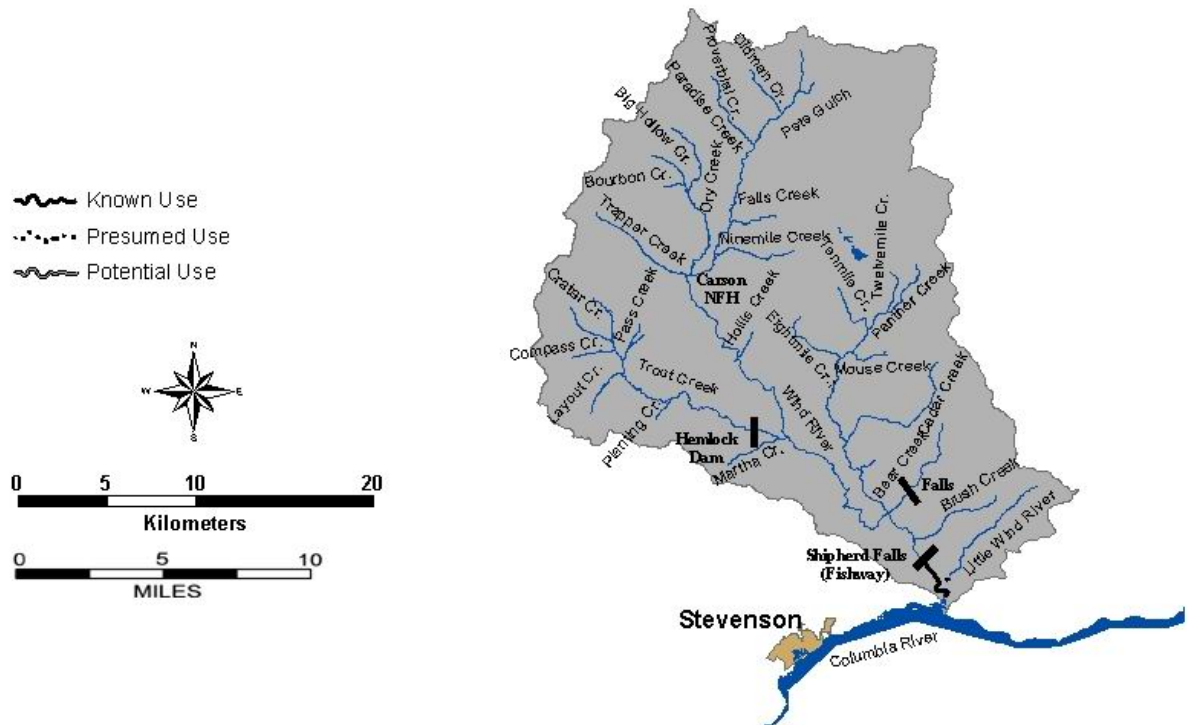 Known Use
Presumed Use
Potential Use
N
W
E
S
0 5 10 20
Kilometers
0 5 10
MILES
Proverbial Cr.
Oldman Cr.
Paradise Creek
Pete Gulch
Big Hollow Cr.
Dry Creek
Bourbon Cr.
Falls Creek
Trapper Creek
Ninemile Creek
Tenmile Cr.
Twelvemile Cr.
Carson
NFH
Panther Creek
Hollis Creek
Crater Cr.
Pass Creek
Compass Cr.
Eightmile Cr.
Mouse Creek
Layout Cr.
Trout Creek
Wind River
Cedar Creek
Planting Cr.
Hemlock
Dam
Martha Cr.
Bear Creek
Falls
Brush Creek
Shipherd Falls
(Fishway)
Little Wind River
Stevenson
Columbia River